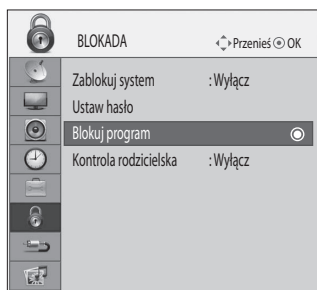 BLOKADA Przenieś OK
Zablokuj system : Wyłącz
Ustaw hasło
Blokuj program
Kontrola rodzicielska : Wyłącz